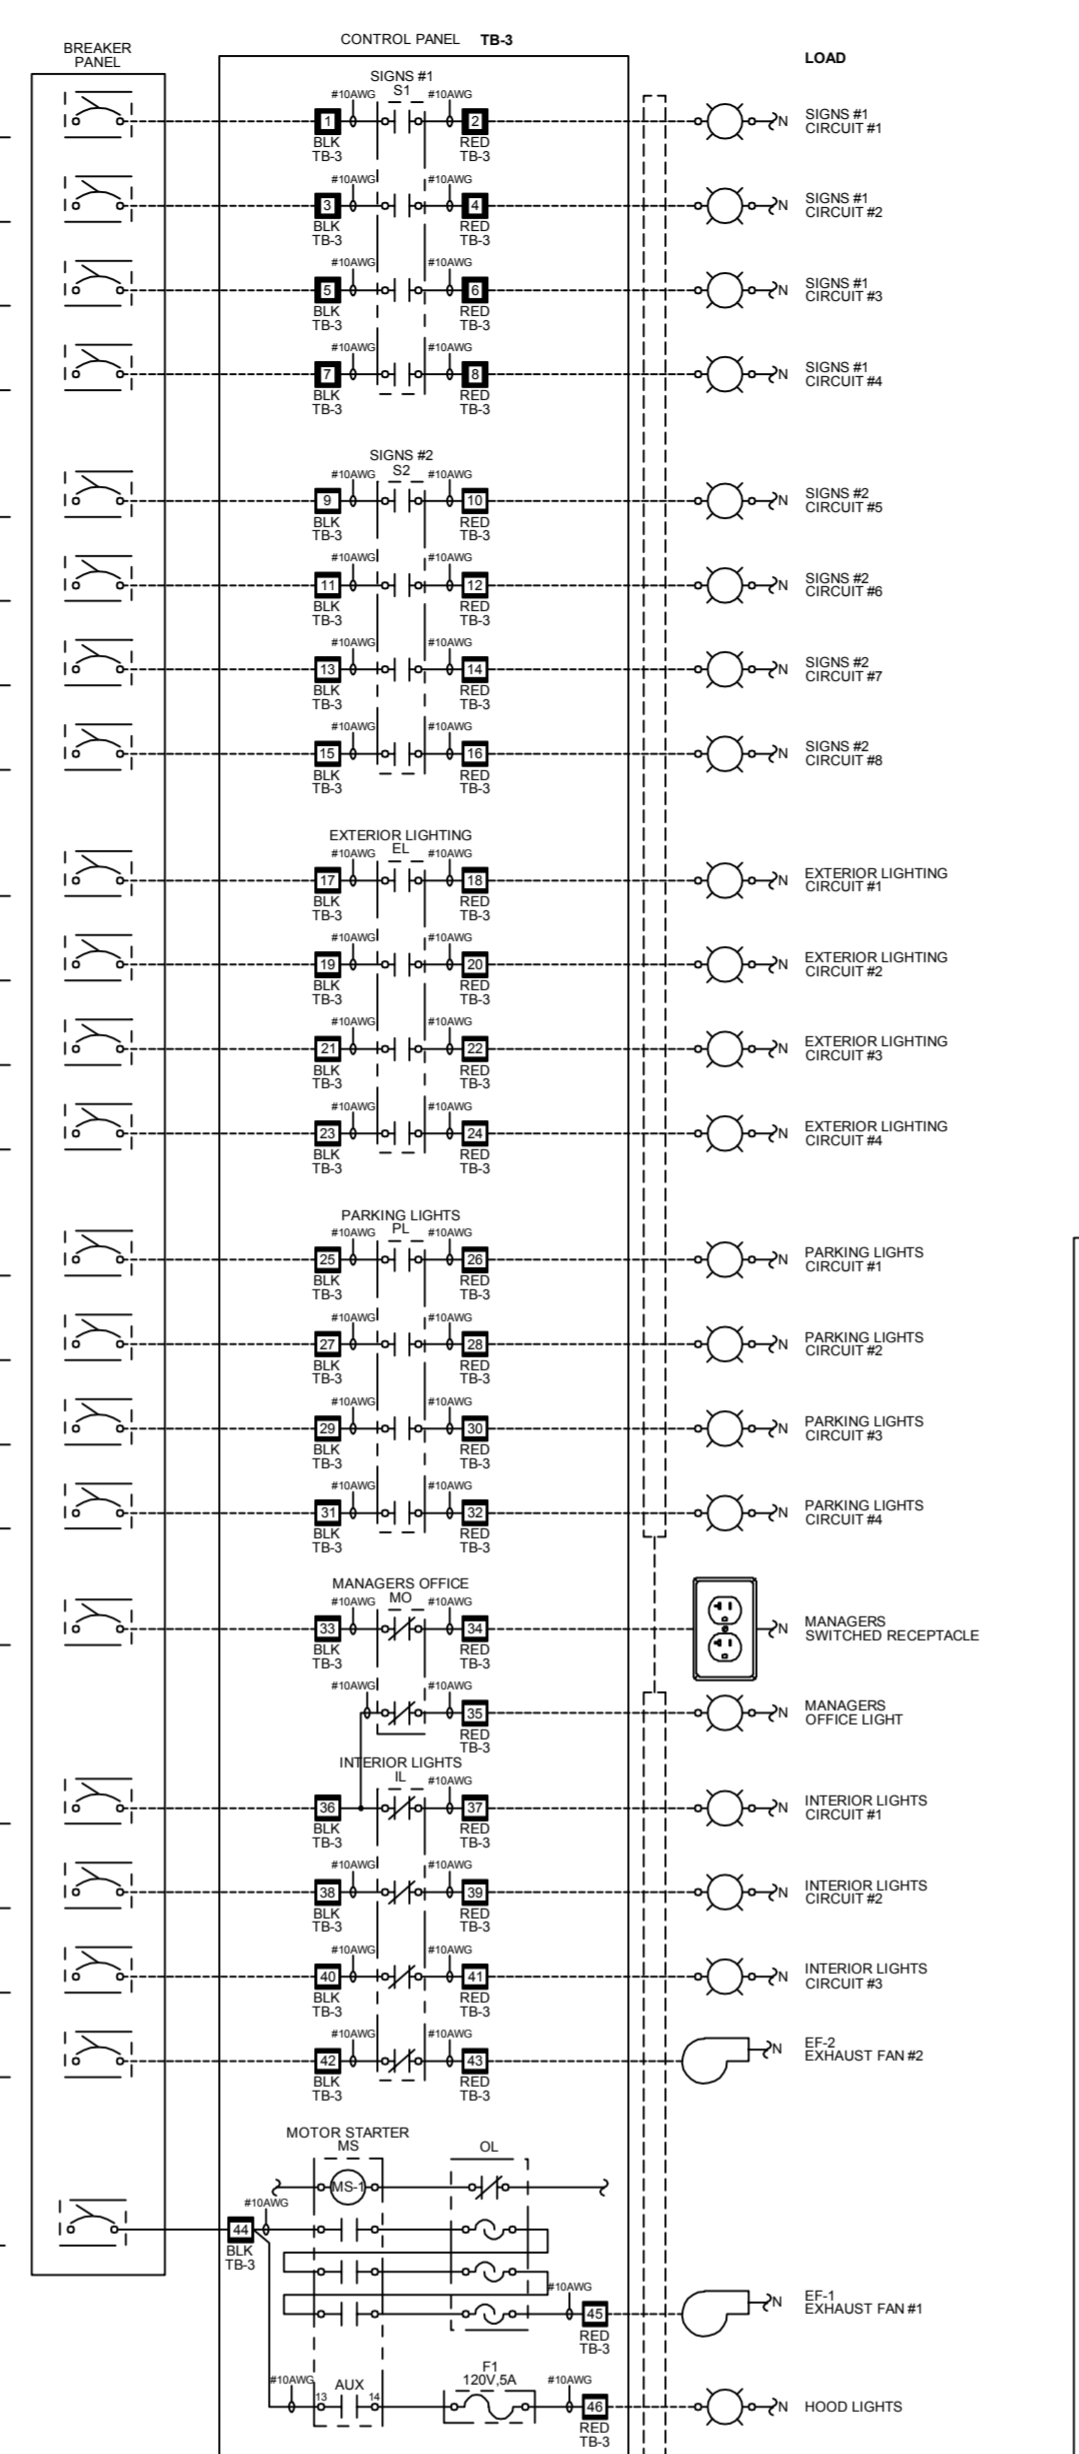 BREAKER
PANEL
CONTROL PANEL TB-3
LOAD
SIGNS #1
S1
#10AWG #10AWG
1 2 N SIGNS #1
CIRCUIT #1
BLK RED
TB-3 TB-3
#10AWG #10AWG
3 4 N SIGNS #1
CIRCUIT #2
BLK RED
TB-3 TB-3
#10AWG #10AWG
5 6 N SIGNS #1
CIRCUIT #3
BLK RED
TB-3 TB-3
#10AWG #10AWG
7 8 N SIGNS #1
CIRCUIT #4
BLK RED
TB-3 TB-3
SIGNS #2
S2
#10AWG #10AWG
9 10 N SIGNS #2
CIRCUIT #5
BLK RED
TB-3 TB-3
#10AWG #10AWG
11 12 N SIGNS #2
CIRCUIT #6
BLK RED
TB-3 TB-3
#10AWG #10AWG
13 14 N SIGNS #2
CIRCUIT #7
BLK RED
TB-3 TB-3
#10AWG #10AWG
15 16 N SIGNS #2
CIRCUIT #8
BLK RED
TB-3 TB-3
EXTERIOR LIGHTING
EL
#10AWG #10AWG
17 18 N EXTERIOR LIGHTING
CIRCUIT #1
BLK RED
TB-3 TB-3
#10AWG #10AWG
19 20 N EXTERIOR LIGHTING
CIRCUIT #2
BLK RED
TB-3 TB-3
#10AWG #10AWG
21 22 N EXTERIOR LIGHTING
CIRCUIT #3
BLK RED
TB-3 TB-3
#10AWG #10AWG
23 24 N EXTERIOR LIGHTING
CIRCUIT #4
BLK RED
TB-3 TB-3
PARKING LIGHTS
PL
#10AWG #10AWG
25 26 N PARKING LIGHTS
CIRCUIT #1
BLK RED
TB-3 TB-3
#10AWG #10AWG
27 28 N PARKING LIGHTS
CIRCUIT #2
BLK RED
TB-3 TB-3
#10AWG #10AWG
29 30 N PARKING LIGHTS
CIRCUIT #3
BLK RED
TB-3 TB-3
#10AWG #10AWG
31 32 N PARKING LIGHTS
CIRCUIT #4
BLK RED
TB-3 TB-3
MANAGERS OFFICE
MO
#10AWG #10AWG
33 34 N MANAGERS
SWITCHED RECEPTACLE
BLK RED
TB-3 TB-3
#10AWG #10AWG
35 N MANAGERS
OFFICE LIGHT
RED
TB-3
INTERIOR LIGHTS
IL
#10AWG
36 37 N INTERIOR LIGHTS
CIRCUIT #1
BLK RED
TB-3 TB-3
#10AWG #10AWG
38 39 N INTERIOR LIGHTS
CIRCUIT #2
BLK RED
TB-3 TB-3
#10AWG #10AWG
40 41 N INTERIOR LIGHTS
CIRCUIT #3
BLK RED
TB-3 TB-3
#10AWG #10AWG
42 43 N EF-2
EXHAUST FAN #2
BLK RED
TB-3 TB-3
MOTOR STARTER
MS OL
MS-1
#10AWG
44
BLK
TB-3
#10AWG
45 N EF-1
EXHAUST FAN #1
RED
TB-3
F1
120V,5A
#10AWG AUX #10AWG
13 14
46 N HOOD LIGHTS
RED
TB-3